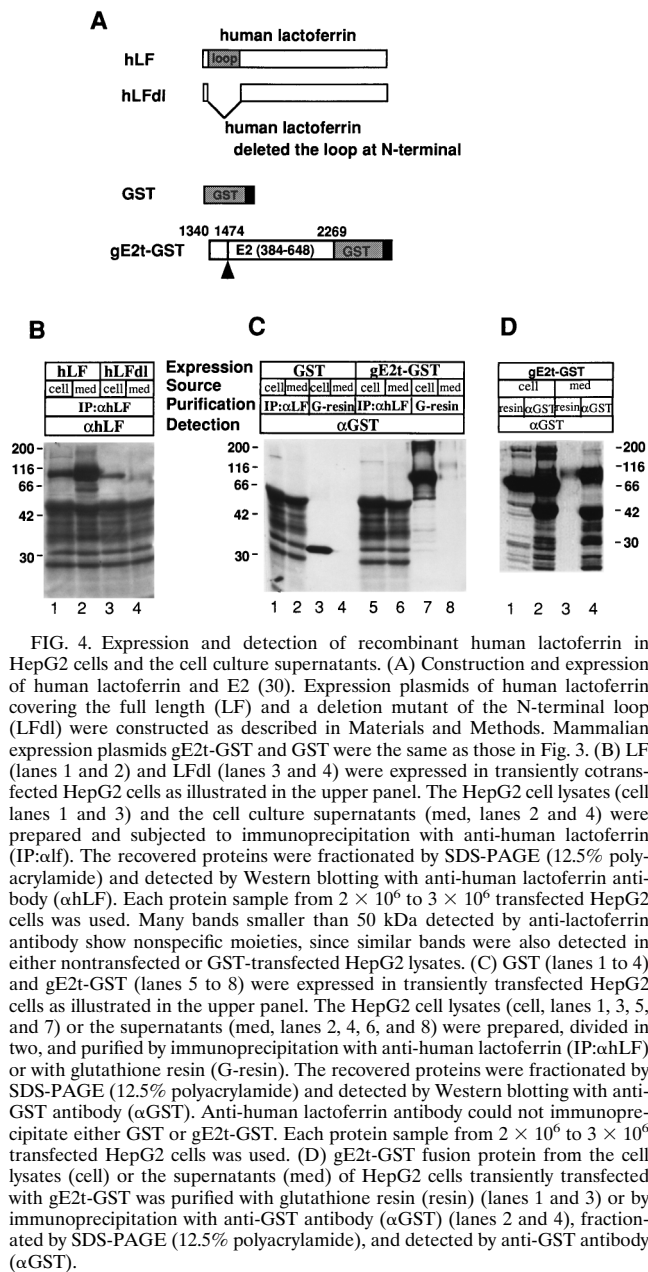 A
human lactoferrin
hLF
loop
hLFdl
human lactoferrin
deleted the loop at N-terminal
GST
GST
1340 1474 2269
gE2t-GST
E2 (384-648)
GST
B
hLF hLFdl
cell med cell med
IP:αhLF
αhLF
200
116
66
42
30
1 2 3 4
C
Expression
Source
Purification
Detection
GST gE2t-GST
cell med cell med cell med cell med
IP:αLF G-resin IP:αhLF G-resin
αGST
200
116
66
42
30
1 2 3 4 5 6 7 8
D
gE2t-GST
cell med
resin αGST resin αGST
αGST
200
116
66
42
30
1 2 3 4
FIG. 4. Expression and detection of recombinant human lactoferrin in
HepG2 cells and the cell culture supernatants. (A) Construction and expression
of human lactoferrin and E2 (30). Expression plasmids of human lactoferrin
covering the full length (LF) and a deletion mutant of the N-terminal loop
(LFdl) were constructed as described in Materials and Methods. Mammalian
expression plasmids gE2t-GST and GST were the same as those in Fig. 3. (B) LF
(lanes 1 and 2) and LFdl (lanes 3 and 4) were expressed in transiently cotrans-
fected HepG2 cells as illustrated in the upper panel. The HepG2 cell lysates (cell
lanes 1 and 3) and the cell culture supernatants (med, lanes 2 and 4) were
prepared and subjected to immunoprecipitation with anti-human lactoferrin
(IP:αlf). The recovered proteins were fractionated by SDS-PAGE (12.5% poly-
acrylamide) and detected by Western blotting with anti-human lactoferrin anti-
body (αhLF). Each protein sample from 2 × 10⁶ to 3 × 10⁶ transfected HepG2
cells was used. Many bands smaller than 50 kDa detected by anti-lactoferrin
antibody show nonspecific moieties, since similar bands were also detected in
either nontransfected or GST-transfected HepG2 lysates. (C) GST (lanes 1 to 4)
and gE2t-GST (lanes 5 to 8) were expressed in transiently transfected HepG2
cells as illustrated in the upper panel. The HepG2 cell lysates (cell, lanes 1, 3, 5,
and 7) or the supernatants (med, lanes 2, 4, 6, and 8) were prepared, divided in
two, and purified by immunoprecipitation with anti-human lactoferrin (IP:αhLF)
or with glutathione resin (G-resin). The recovered proteins were fractionated by
SDS-PAGE (12.5% polyacrylamide) and detected by Western blotting with anti-
GST antibody (αGST). Anti-human lactoferrin antibody could not immunopre-
cipitate either GST or gE2t-GST. Each protein sample from 2 × 10⁶ to 3 × 10⁶
transfected HepG2 cells was used. (D) gE2t-GST fusion protein from the cell
lysates (cell) or the supernatants (med) of HepG2 cells transiently transfected
with gE2t-GST was purified with glutathione resin (resin) (lanes 1 and 3) or by
immunoprecipitation with anti-GST antibody (αGST) (lanes 2 and 4), fraction-
ated by SDS-PAGE (12.5% polyacrylamide), and detected by anti-GST antibody
(αGST).